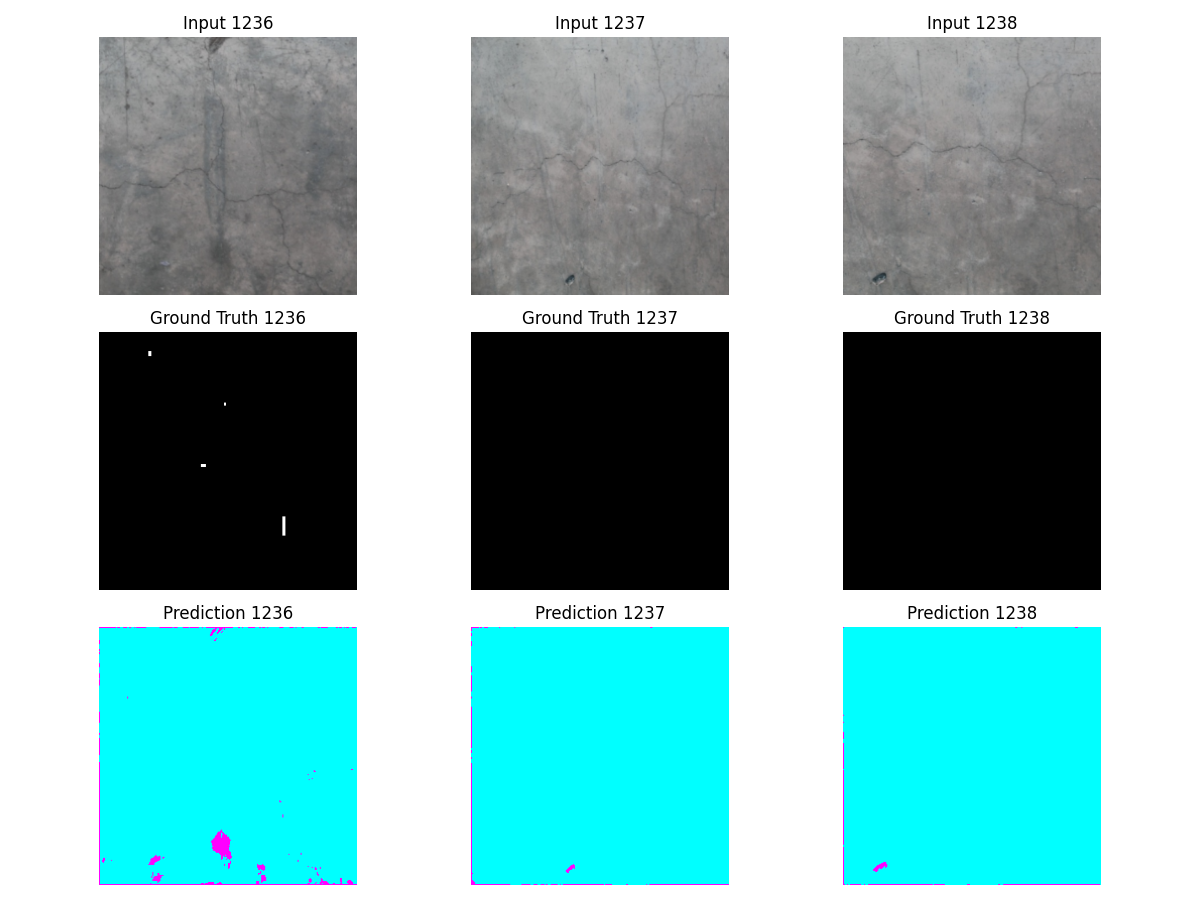 Input 1236
Input 1237
Input 1238
Ground Truth 1236
Ground Truth 1237
Ground Truth 1238
Prediction 1236
Prediction 1237
Prediction 1238